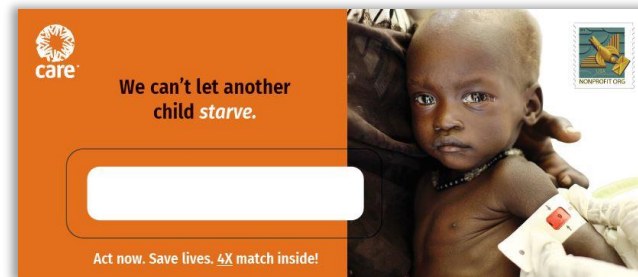 care
We can't let another
child starve.
NONPROFIT ORG
Act now. Save lives. 4X match inside!